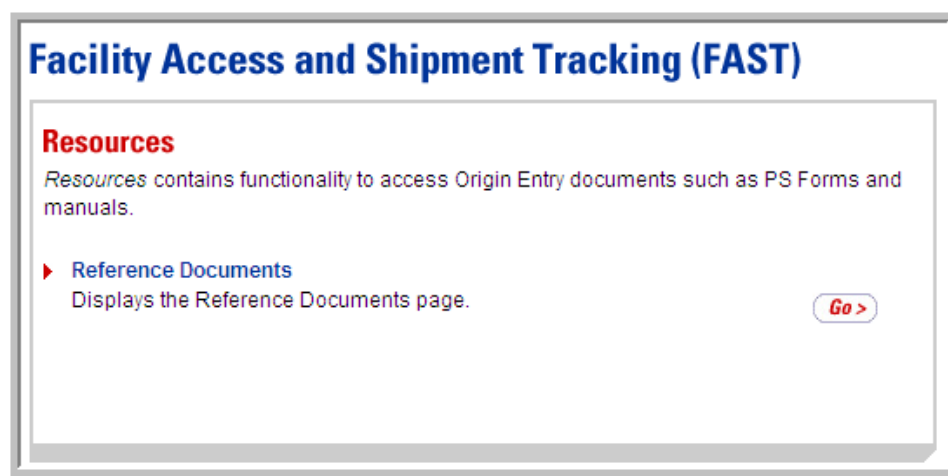 Facility Access and Shipment Tracking (FAST)
Resources
Resources contains functionality to access Origin Entry documents such as PS Forms and
manuals.
Reference Documents
Displays the Reference Documents page.
Go >